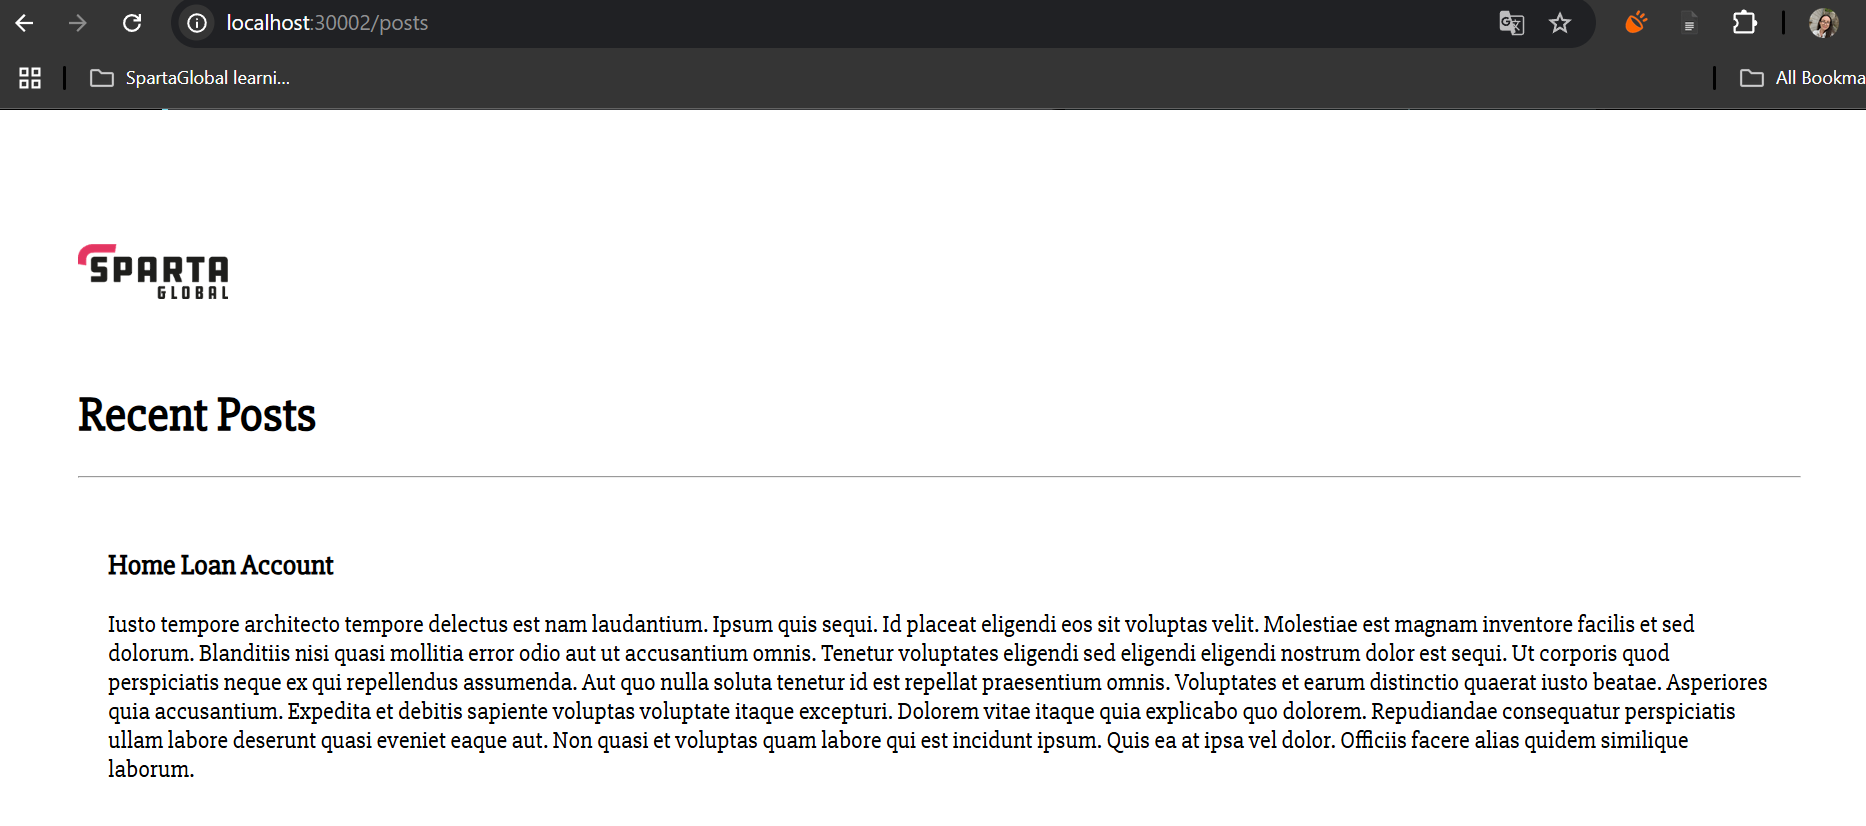 localhost:30002/posts
SpartaGlobal learni...
All Bookma
SPARTA
GLOBAL
Recent Posts
Home Loan Account
Iusto tempore architecto tempore delectus est nam laudantium. Ipsum quis sequi. Id placeat eligendi eos sit voluptas velit. Molestiae est magnam inventore facilis et sed
dolorum. Blanditiis nisi quasi mollitia error odio aut ut accusantium omnis. Tenetur voluptates eligendi sed eligendi eligendi nostrum dolor est sequi. Ut corporis quod
perspiciatis neque ex qui repellendus assumenda. Aut quo nulla soluta tenetur id est repellat praesentium omnis. Voluptates et earum distinctio quaerat iusto beatae. Asperiores
quia accusantium. Expedita et debitis sapiente voluptas voluptate itaque excepturi. Dolorem vitae itaque quia explicabo quo dolorem. Repudiandae consequatur perspiciatis
ullam labore deserunt quasi eveniet eaque aut. Non quasi et voluptas quam labore qui est incidunt ipsum. Quis ea at ipsa vel dolor. Officiis facere alias quidem similique
laborum.